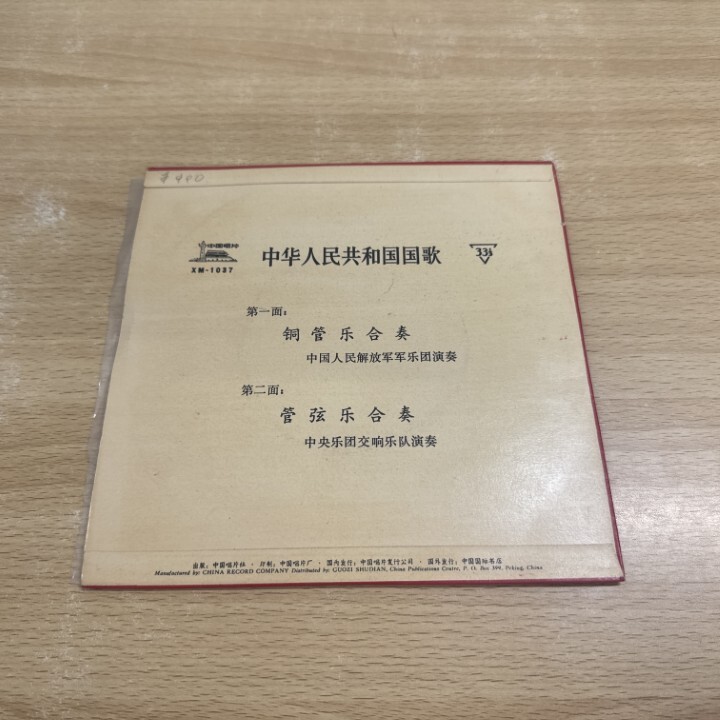 $ 490
中国唱片
XM-1037
中华人民共和国国歌
33⅓
第一面：
铜管乐合奏
中国人民解放军军乐团演奏
第二面：
管弦乐合奏
中央乐团交响乐队演奏
出版：中国唱片社 · 印制：中国唱片厂 · 国内发行：中国唱片发行公司 · 国外发行：中国国际书店
Manufactured by: CHINA RECORD COMPANY Distributed by: GUOZI SHUDIAN, China Publications Centre, P. O. Box 399, Peking, China